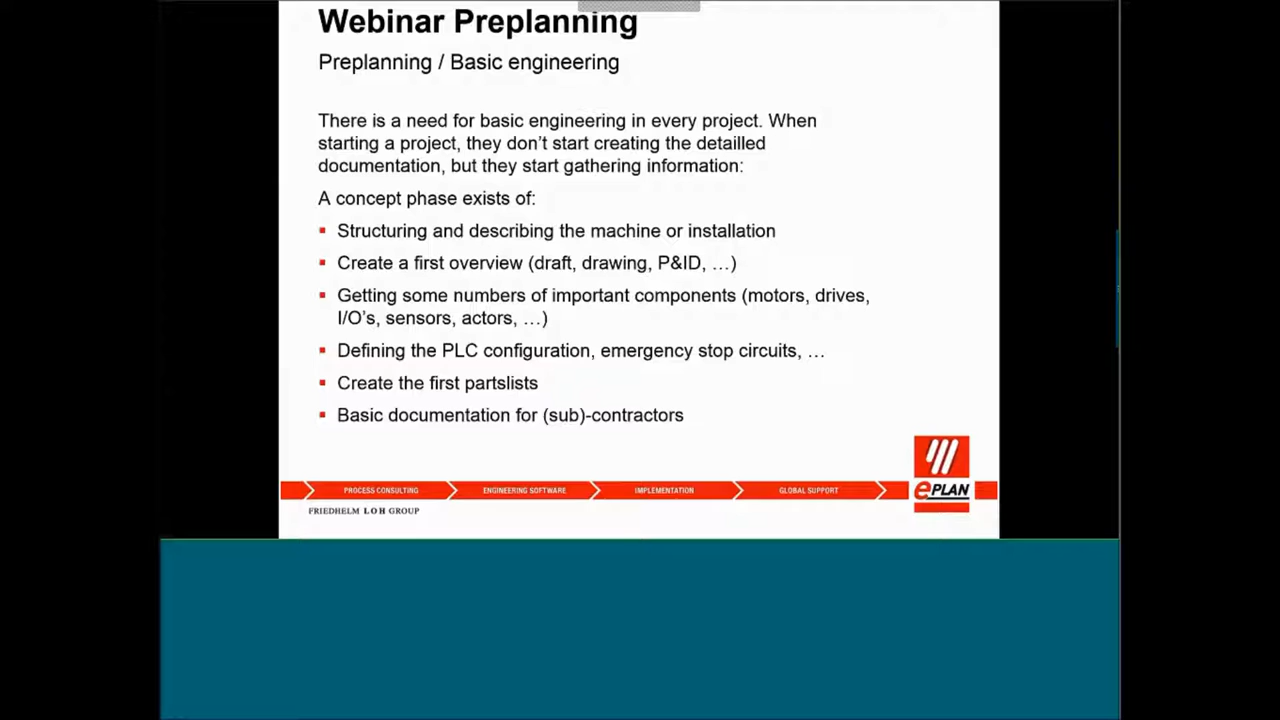 Webinar Preplanning
Preplanning / Basic engineering
There is a need for basic engineering in every project. When
starting a project, they don't start creating the detailled
documentation, but they start gathering information:
A concept phase exists of:
Structuring and describing the machine or installation
Create a first overview (draft, drawing, P&ID, …)
Getting some numbers of important components (motors, drives,
I/O's, sensors, actors, …)
Defining the PLC configuration, emergency stop circuits, …
Create the first partslists
Basic documentation for (sub)-contractors
PROCESS CONSULTING ENGINEERING SOFTWARE IMPLEMENTATION GLOBAL SUPPORT
ePLAN
FRIEDHELM LOH GROUP